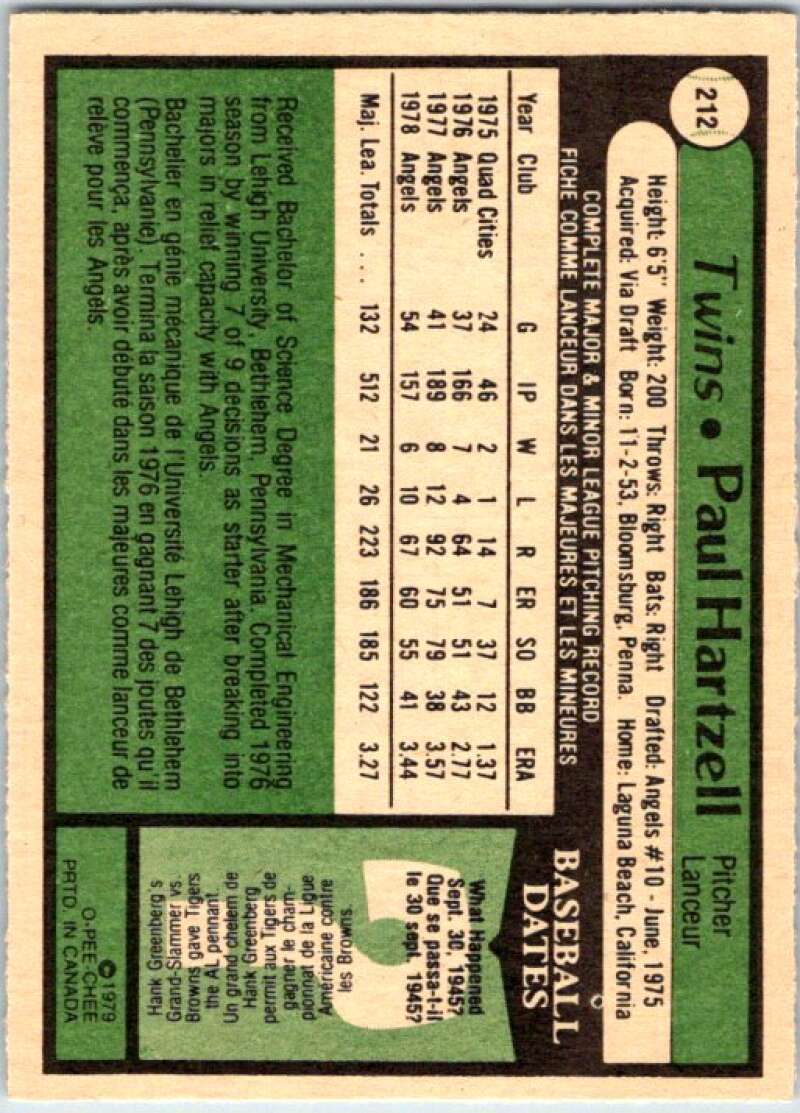 212
Twins • Paul Hartzell Pitcher
Lanceur
Height: 6'5" Weight: 200 Throws: Right Bats: Right Drafted: Angels #10 - June, 1975
Acquired: Via Draft Born: 11-2-53, Bloomsburg, Penna. Home: Laguna Beach, California
COMPLETE MAJOR & MINOR LEAGUE PITCHING RECORD
FICHE COMME LANCEUR DANS LES MAJEURES ET LES MINEURES
Year Club G IP W L R ER SO BB ERA
1975 Quad Cities 24 46 2 1 14 7 37 12 1.37
1976 Angels 37 166 7 4 64 51 51 43 2.77
1977 Angels 41 189 8 12 92 75 79 38 3.57
1978 Angels 54 157 6 10 67 60 55 41 3.44
Maj. Lea. Totals . . . 132 512 21 26 223 186 185 122 3.27
Received Bachelor of Science Degree in Mechanical Engineering
from Lehigh University, Bethlehem, Pennsylvania. Completed 1976
season by winning 7 of 9 decisions as starter after breaking into
majors in relief capacity with Angels.
Bachelier en génie mécanique de l'Université Lehigh de Bethlehem
(Pennsylvanie). Termina la saison 1976 en gagnant 7 des joutes qu'il
commença, après avoir débuté dans les majeures comme lanceur de
relève pour les Angels.
BASEBALL
DATES
What Happened
Sept. 30, 1945?
Que se passa-t-il
le 30 sept. 1945?
Hank Greenberg's
Grand-Slammer vs.
Browns gave Tigers
the AL pennant.
Un grand chelem de
Hank Greenberg
permit aux Tigers de
gagner le cham-
pionnat de la Ligue
Américaine contre
les Browns.
©1979
O-PEE-CHEE
PRTD. IN CANADA